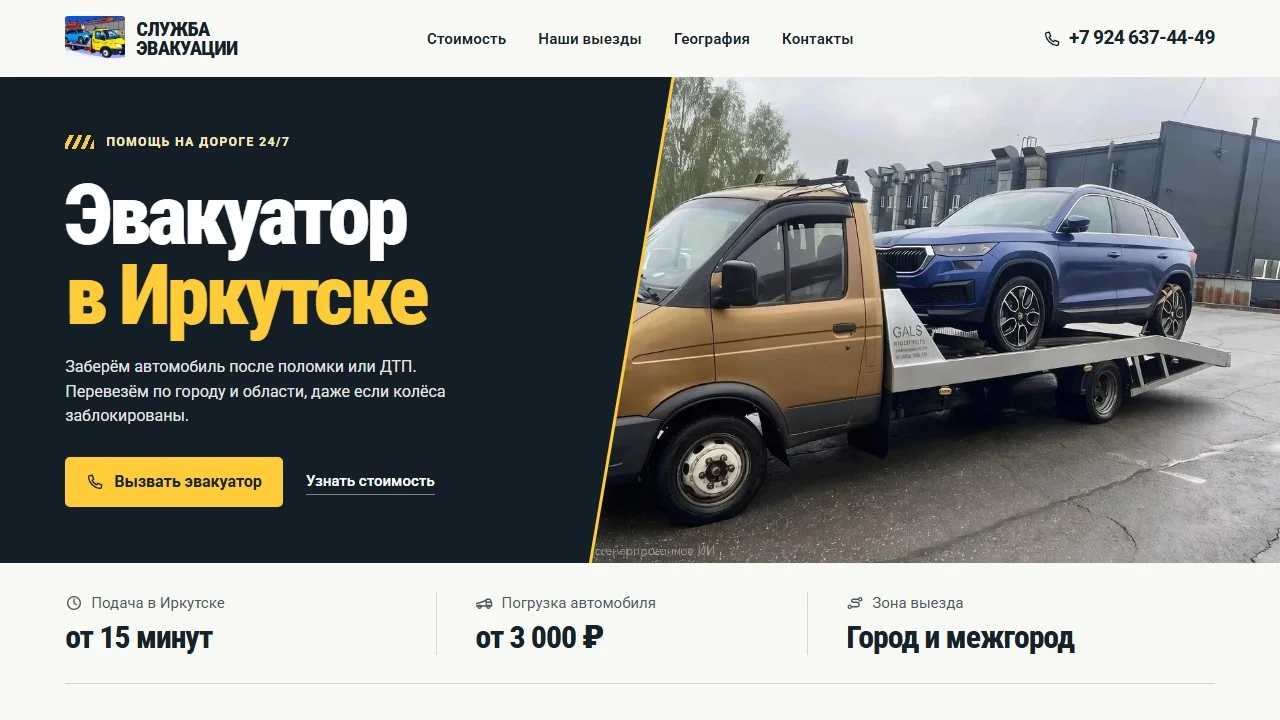 СЛУЖБА
ЭВАКУАЦИИ
Стоимость Наши выезды География Контакты
+7 924 637-44-49
ПОМОЩЬ НА ДОРОГЕ 24/7
Эвакуатор
в Иркутске
Заберём автомобиль после поломки или ДТП.
Перевезём по городу и области, даже если колёса
заблокированы.
Вызвать эвакуатор Узнать стоимость
GALS
Подача в Иркутске
от 15 минут
Погрузка автомобиля
от 3 000 ₽
Зона выезда
Город и межгород